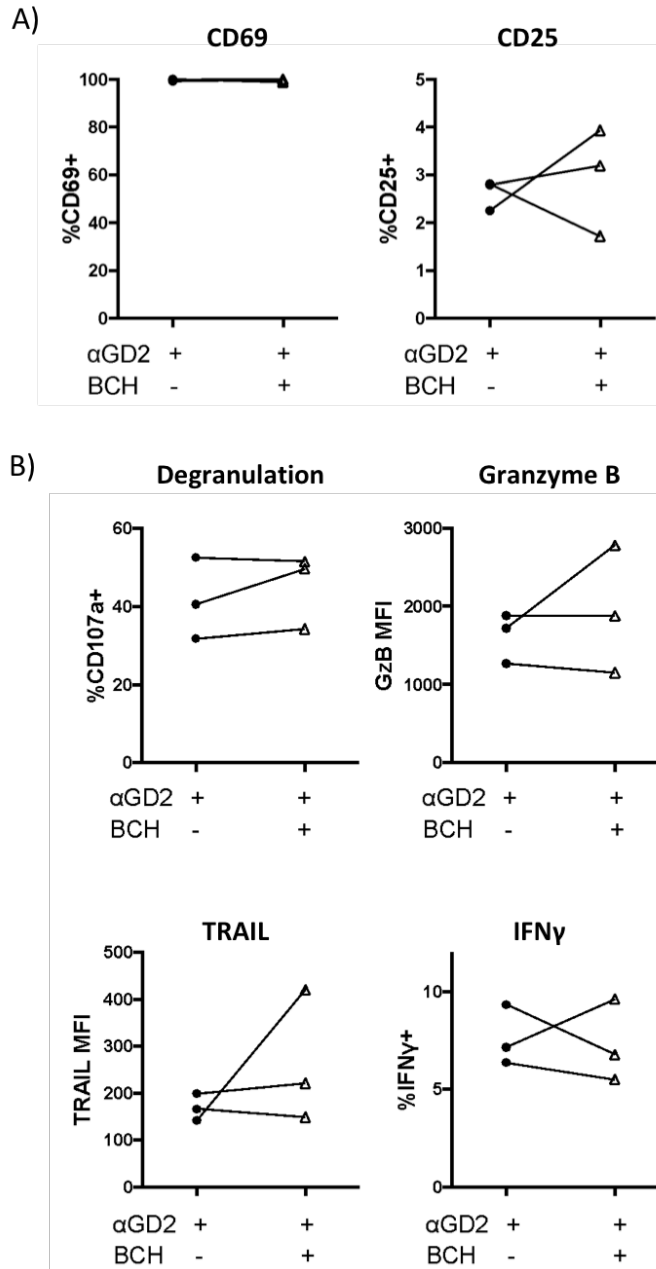 A)
CD69 CD25
100 5
80 4
%CD69+ 60 %CD25+ 3
40 2
20 1
0 0
αGD2 + + αGD2 + +
BCH - + BCH - +
B)
Degranulation Granzyme B
60 3000
%CD107a+ 40 GzB MFI 2000
20 1000
0 0
αGD2 + + αGD2 + +
BCH - + BCH - +
TRAIL IFNγ
500
400 10
TRAIL MFI 300 %IFNγ+
200 5
100
0 0
αGD2 + + αGD2 + +
BCH - + BCH - +